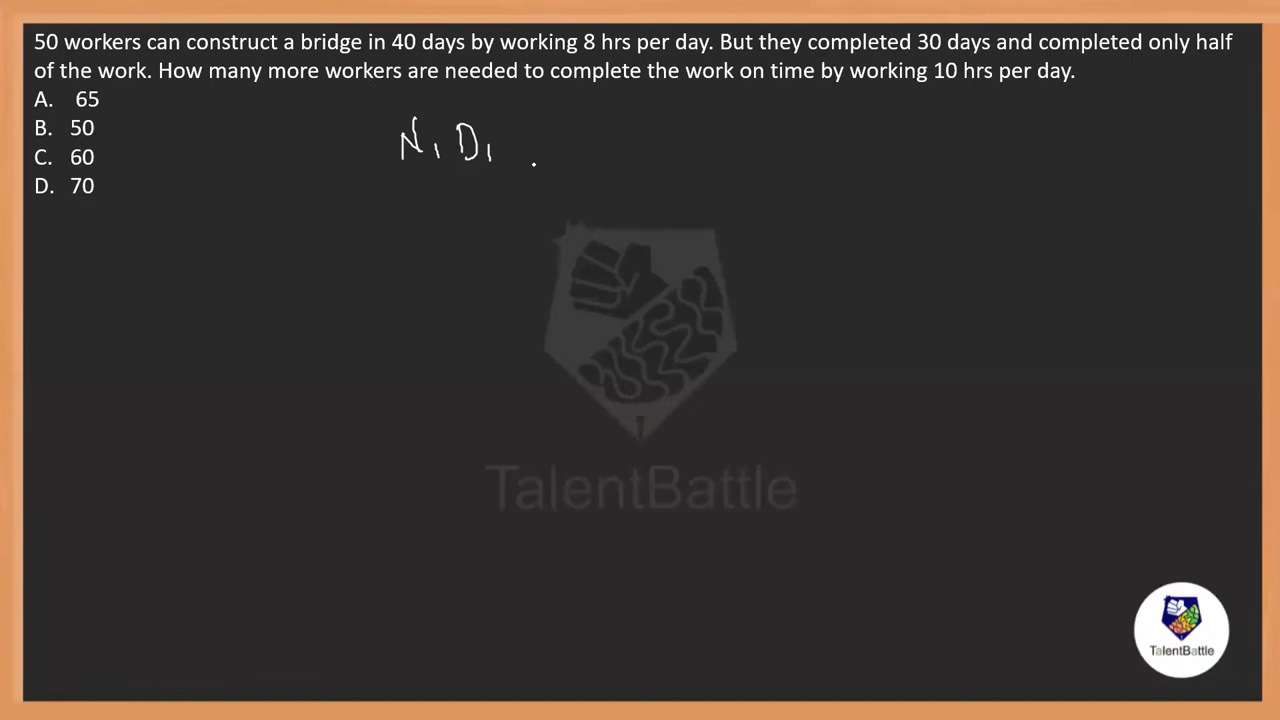 50 workers can construct a bridge in 40 days by working 8 hrs per day. But they completed 30 days and completed only half
of the work. How many more workers are needed to complete the work on time by working 10 hrs per day.
A. 65
B. 50
C. 60
D. 70
N₁ D₁ .
TalentBattle
TalentBattle